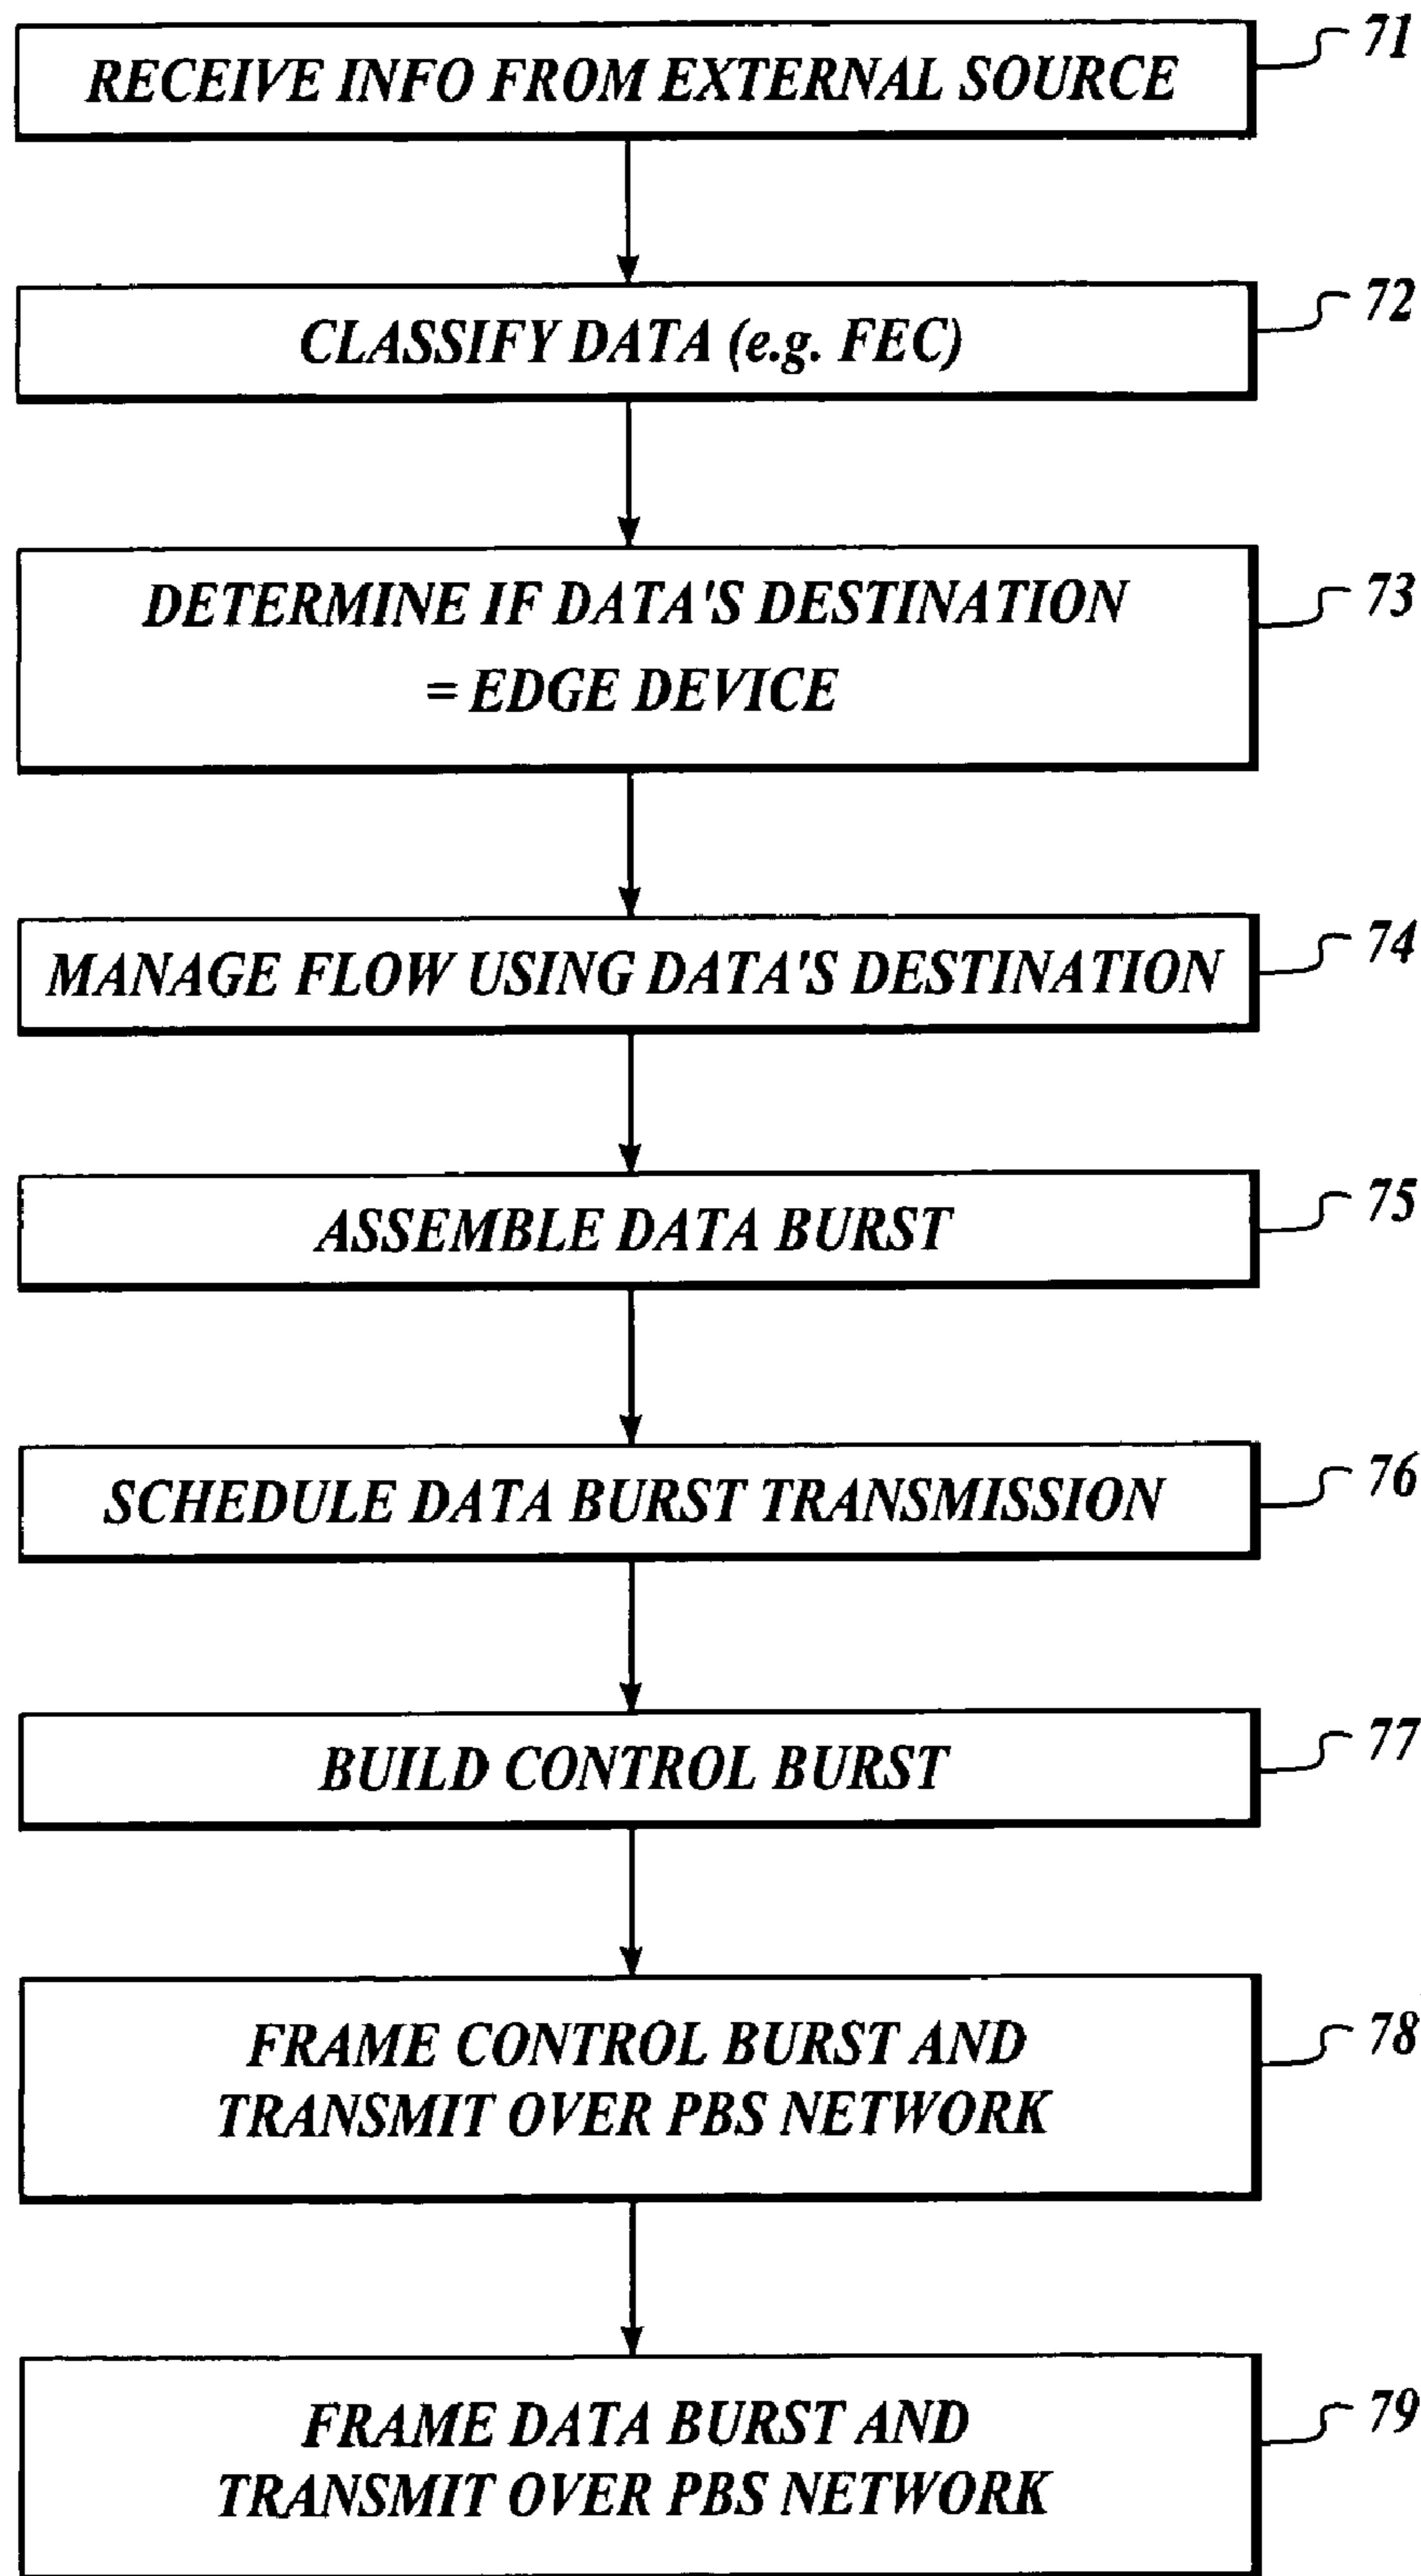 RECEIVE INFO FROM EXTERNAL SOURCE
71
CLASSIFY DATA (e.g. FEC)
72
DETERMINE IF DATA'S DESTINATION
= EDGE DEVICE
73
MANAGE FLOW USING DATA'S DESTINATION
74
ASSEMBLE DATA BURST
75
SCHEDULE DATA BURST TRANSMISSION
76
BUILD CONTROL BURST
77
FRAME CONTROL BURST AND
TRANSMIT OVER PBS NETWORK
78
FRAME DATA BURST AND
TRANSMIT OVER PBS NETWORK
79